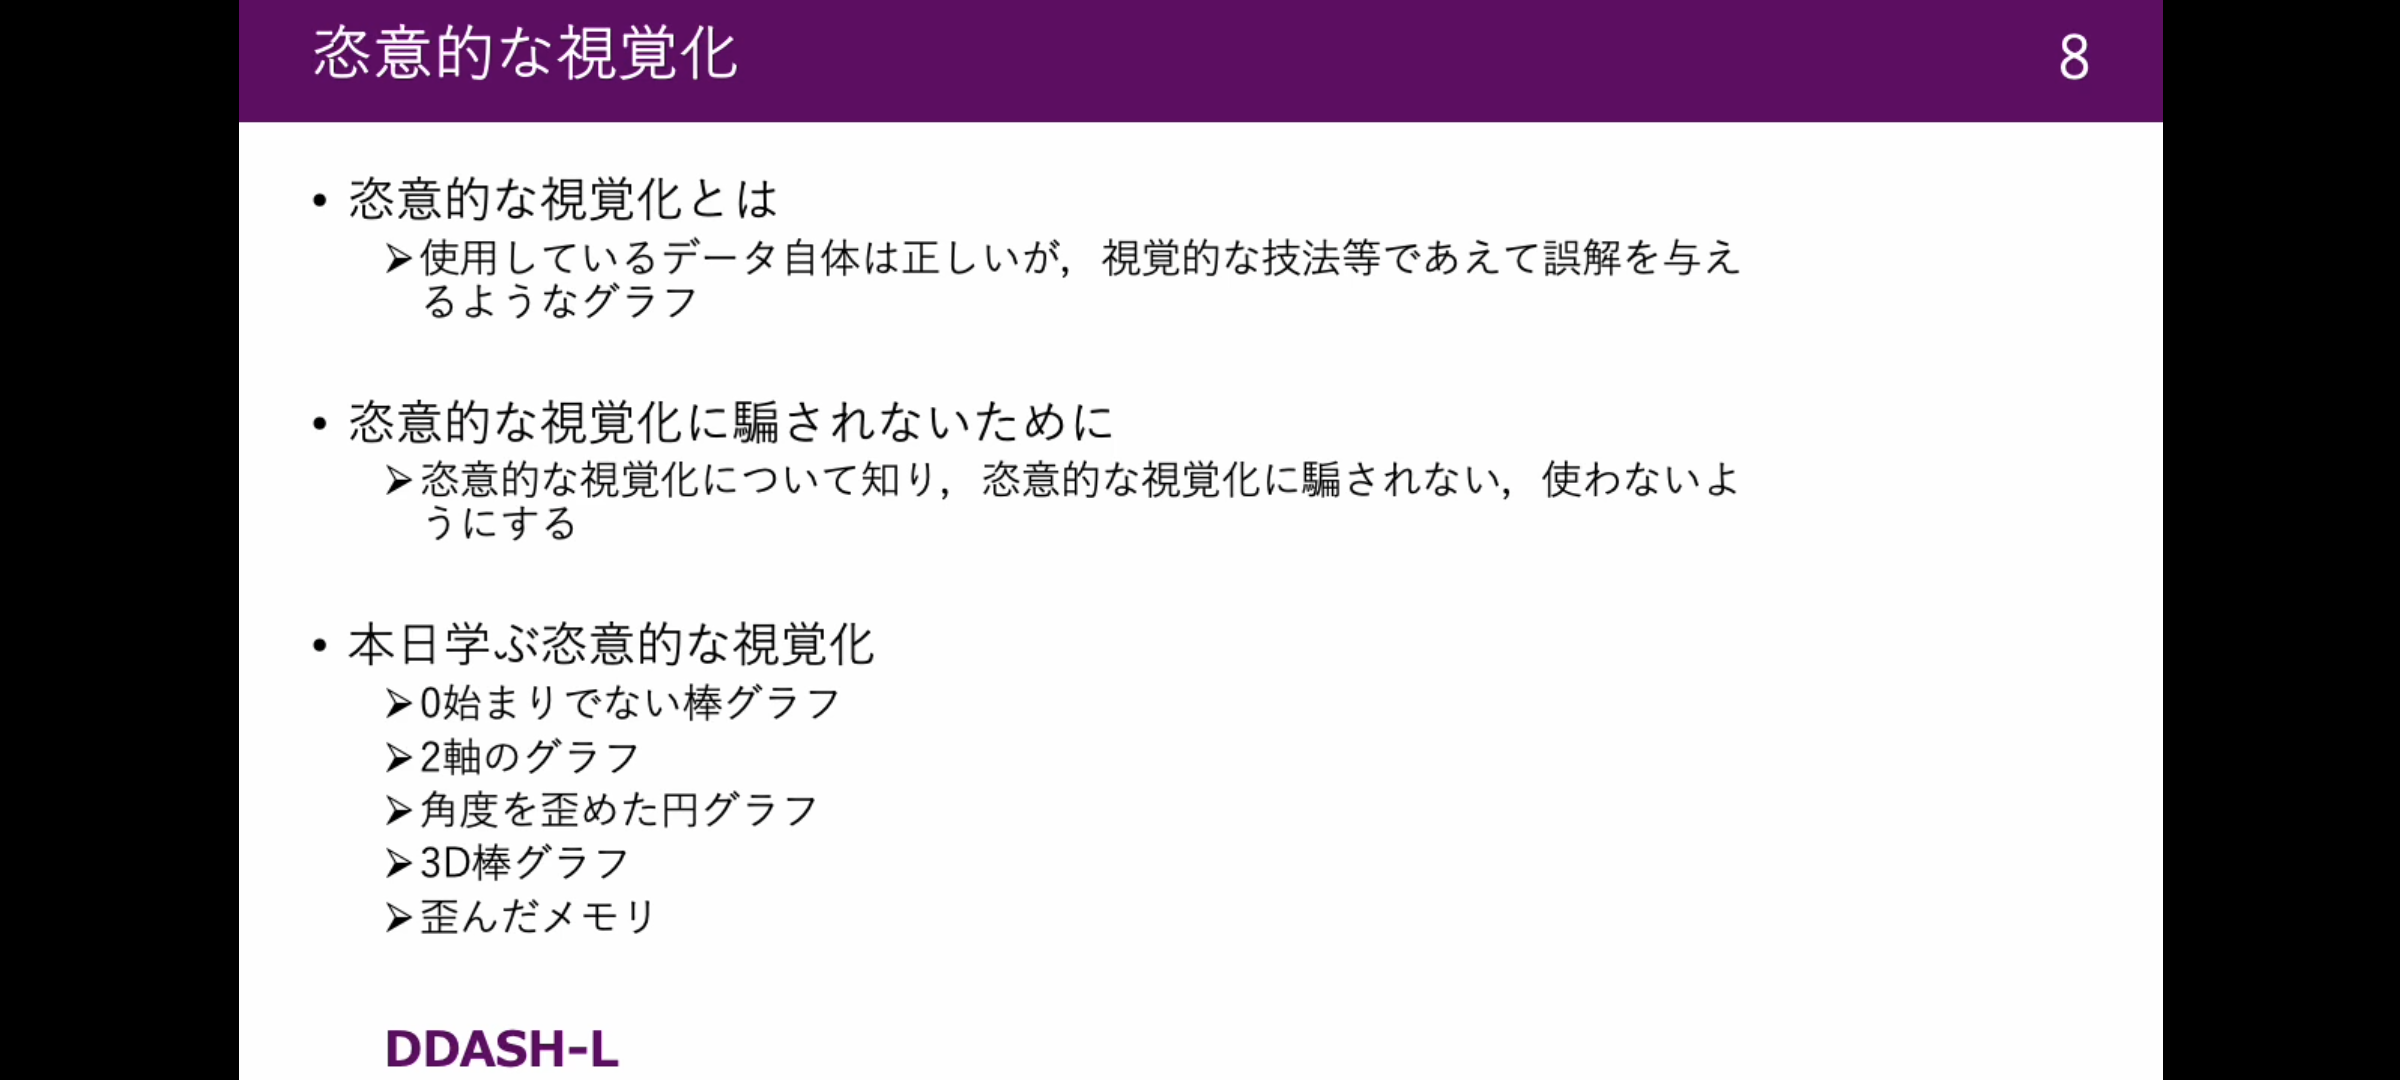 恣意的な視覚化
8
• 恣意的な視覚化とは
➢使用しているデータ自体は正しいが，視覚的な技法等であえて誤解を与え
るようなグラフ
• 恣意的な視覚化に騙されないために
➢恣意的な視覚化について知り，恣意的な視覚化に騙されない，使わないよ
うにする
• 本日学ぶ恣意的な視覚化
➢0始まりでない棒グラフ
➢2軸のグラフ
➢角度を歪めた円グラフ
➢3D棒グラフ
➢歪んだメモリ
DDASH-L